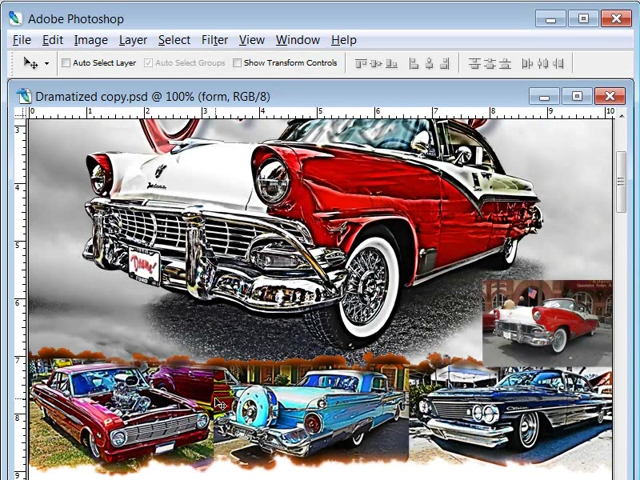 Adobe Photoshop
File Edit Image Layer Select Filter View Window Help
Auto Select Layer Auto Select Groups Show Transform Controls
Dramatized copy.psd @ 100% (form, RGB/8)
0 1 2 3 4 5 6 7 8 9 10
4
5
6
7
8
9